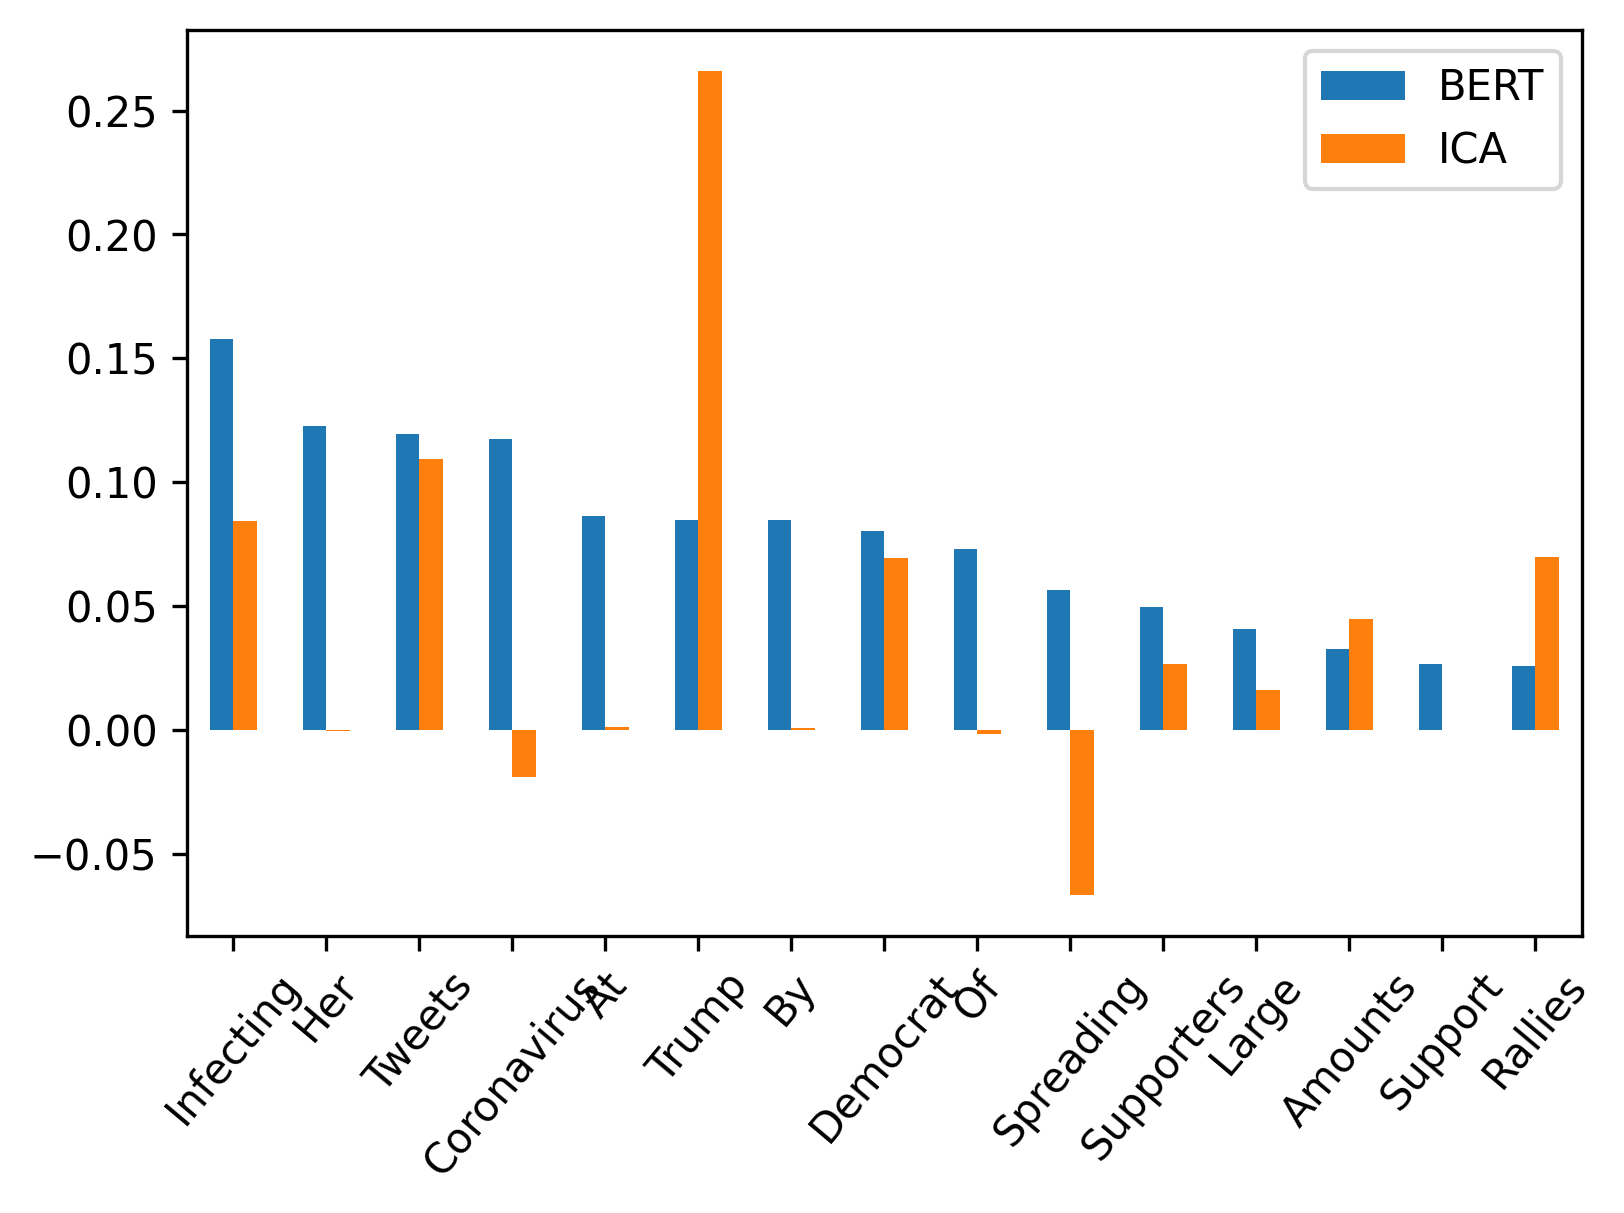 BERT
ICA
0.25
0.20
0.15
0.10
0.05
0.00
−0.05
Infecting
Her
Tweets
Coronavirus
At
Trump
By
Democrat
Of
Spreading
Supporters
Large
Amounts
Support
Rallies